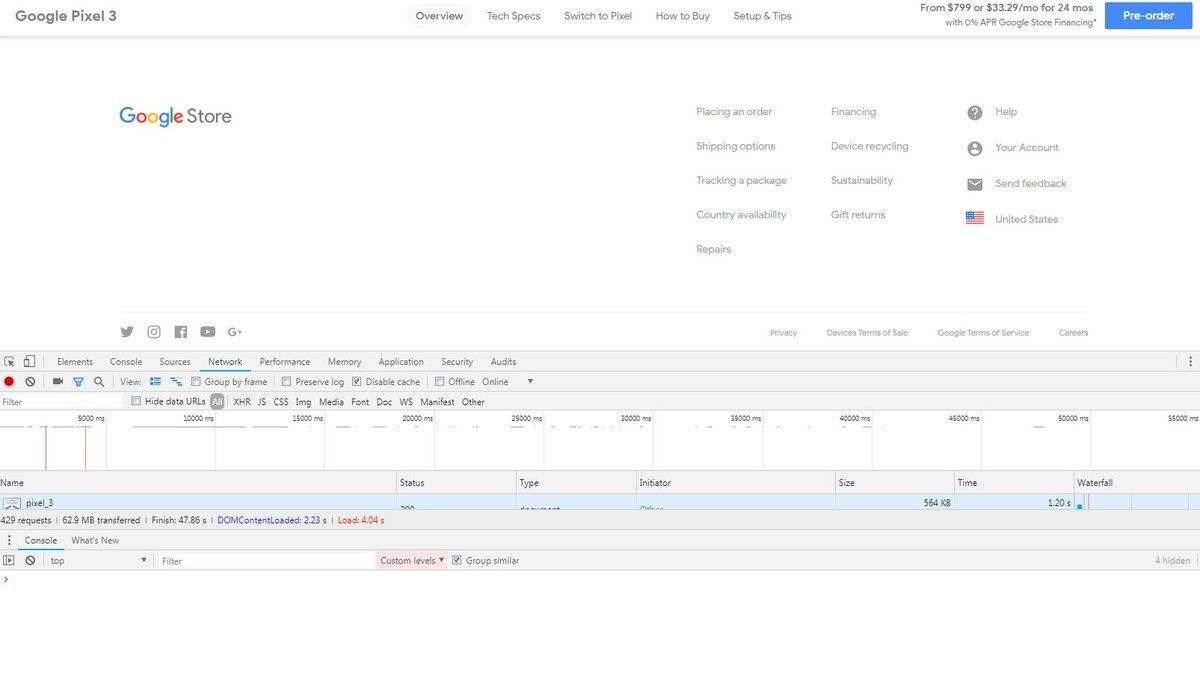 Google Pixel 3
Overview Tech Specs Switch to Pixel How to Buy Setup & Tips
From $799 or $33.29/mo for 24 mos
with 0% APR Google Store Financing*
Pre-order
Google Store
Placing an order Financing Help
Shipping options Device recycling Your Account
Tracking a package Sustainability Send feedback
Country availability Gift returns United States
Repairs
G+
Privacy Devices Terms of Sale Google Terms of Service Careers
Elements Console Sources Network Performance Memory Application Security Audits
View: Group by frame Preserve log Disable cache Offline Online
Filter Hide data URLs All XHR JS CSS Img Media Font Doc WS Manifest Other
5000 ms 10000 ms 15000 ms 20000 ms 25000 ms 30000 ms 35000 ms 40000 ms 45000 ms 50000 ms 55000 ms
Name Status Type Initiator Size Time Waterfall
pixel_3 200 document Other 564 KB 1.20 s
429 requests | 62.9 MB transferred | Finish: 47.86 s | DOMContentLoaded: 2.23 s | Load: 4.04 s
Console What's New
top Filter Custom levels Group similar 4 hidden